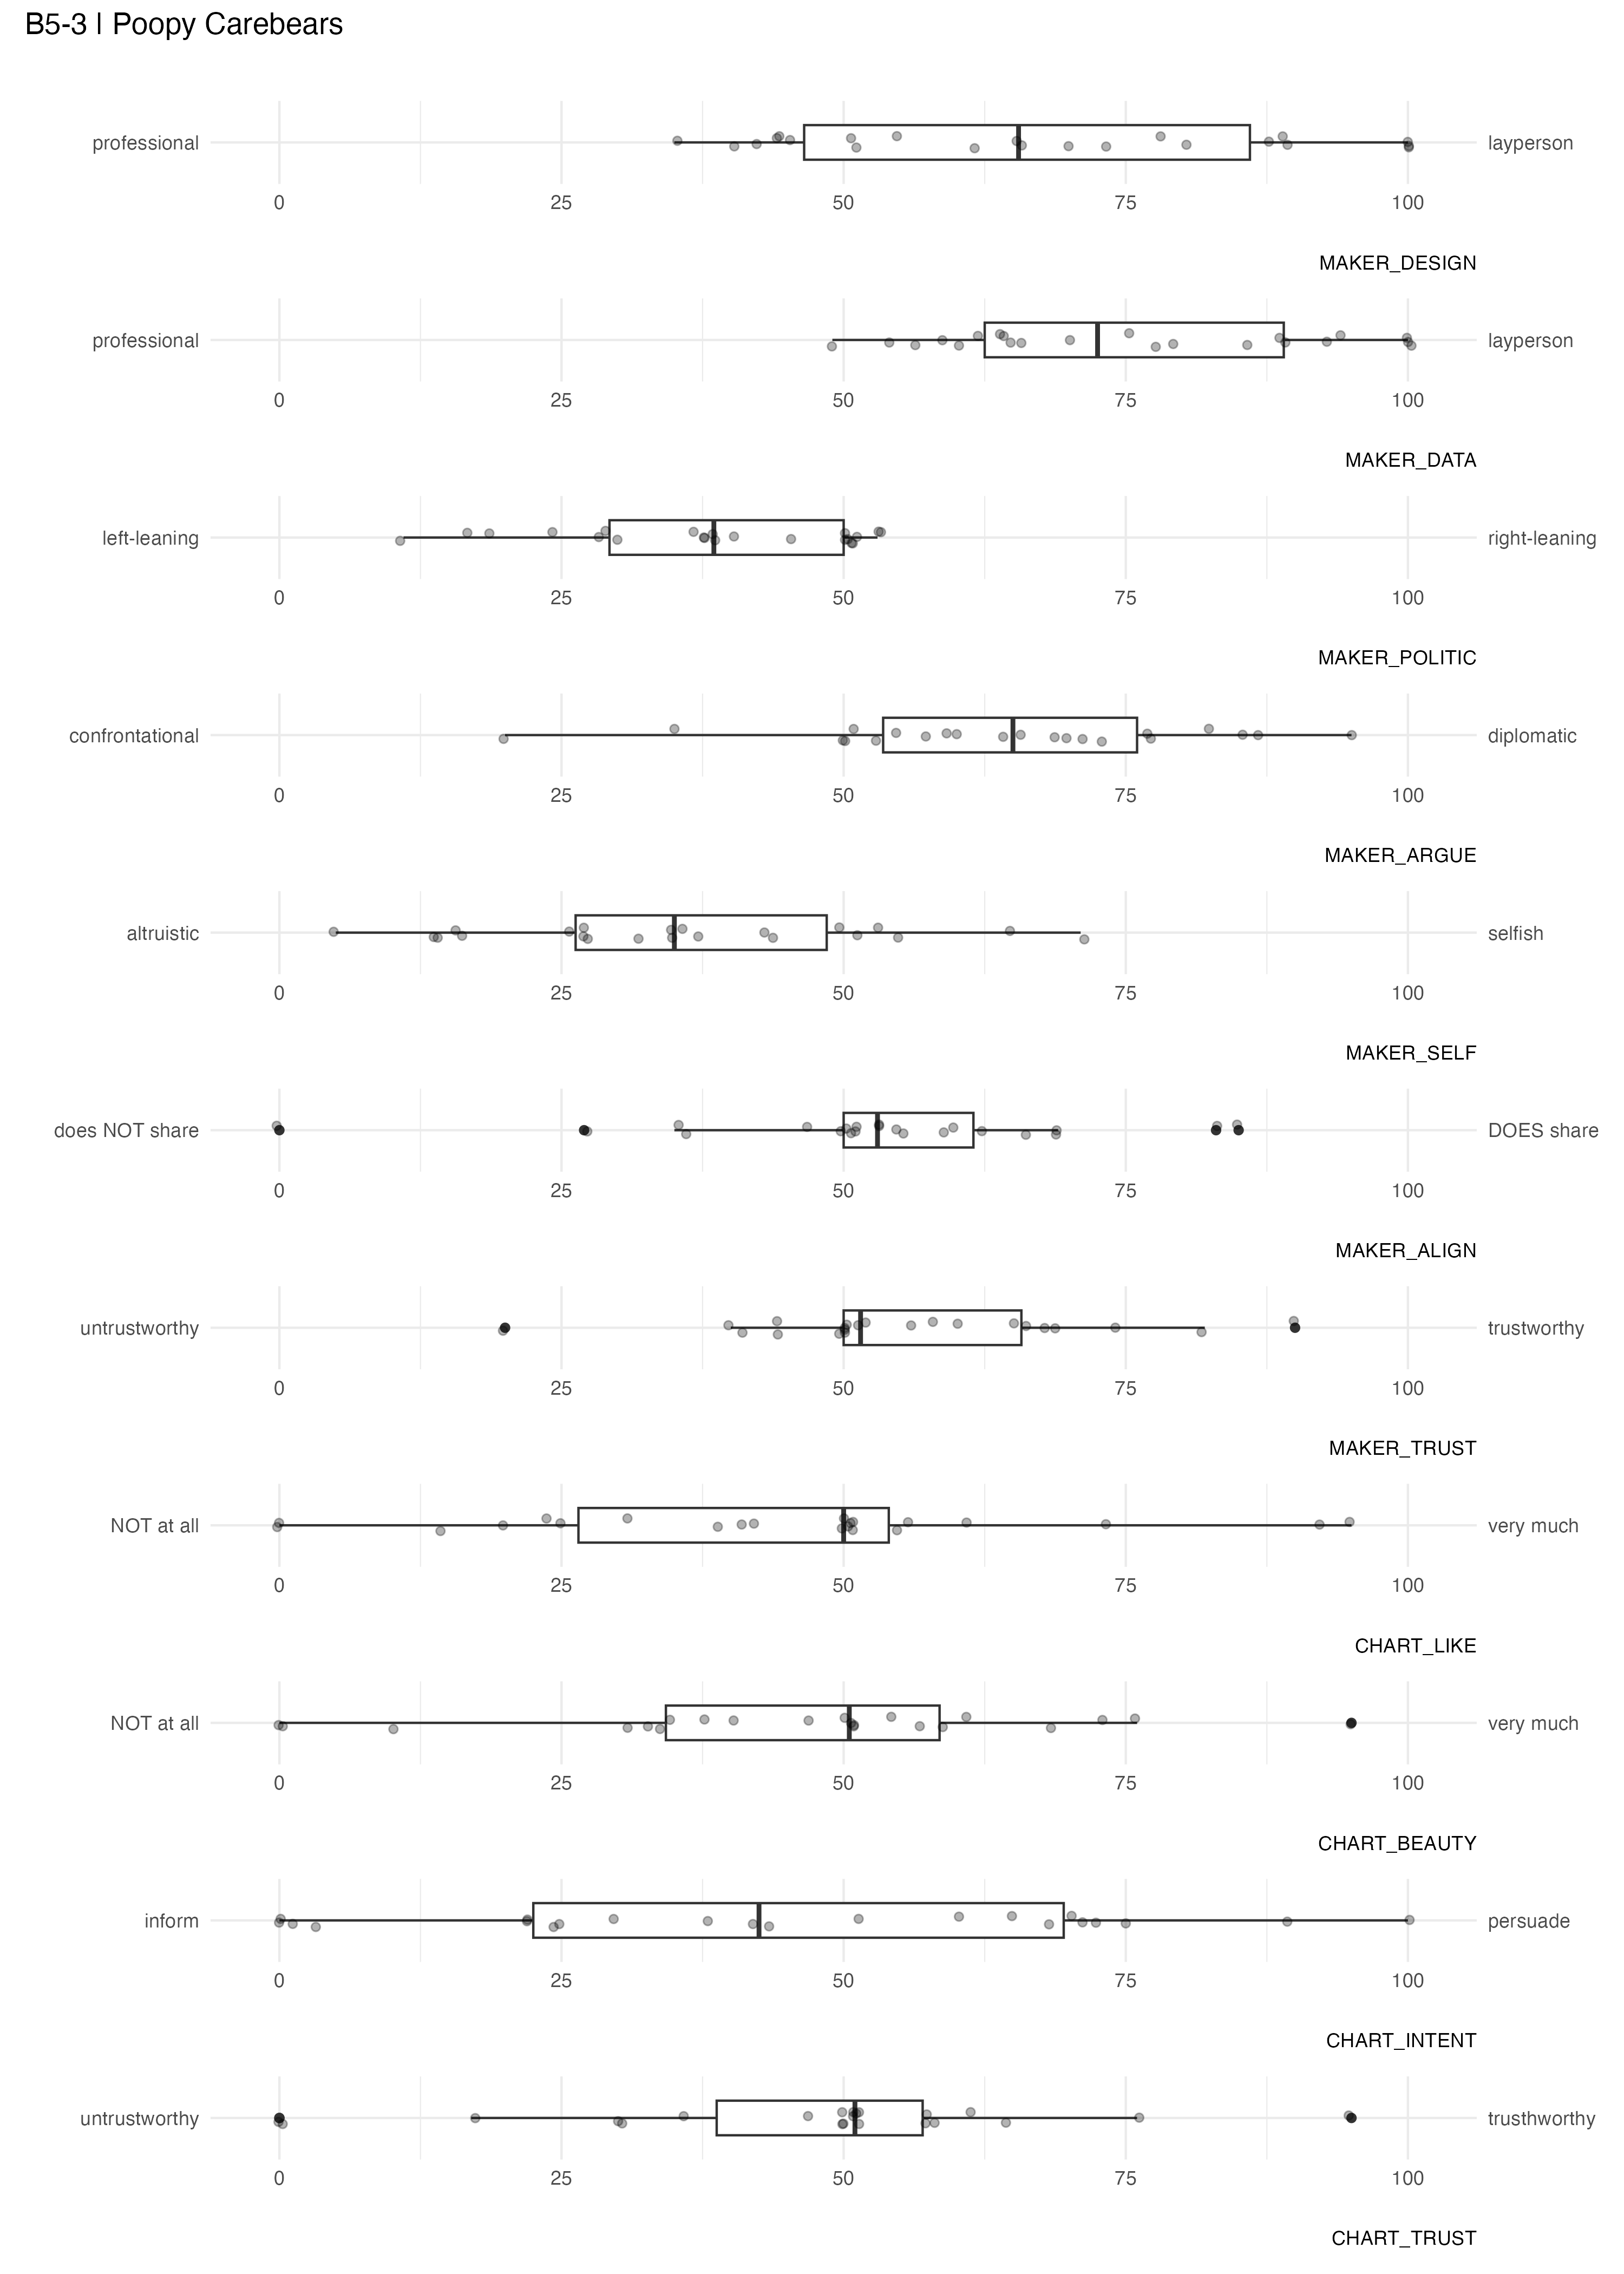 B5-3 | Poopy Carebears
professional layperson
0 25 50 75 100
MAKER_DESIGN
professional layperson
0 25 50 75 100
MAKER_DATA
left-leaning right-leaning
0 25 50 75 100
MAKER_POLITIC
confrontational diplomatic
0 25 50 75 100
MAKER_ARGUE
altruistic selfish
0 25 50 75 100
MAKER_SELF
does NOT share DOES share
0 25 50 75 100
MAKER_ALIGN
untrustworthy trustworthy
0 25 50 75 100
MAKER_TRUST
NOT at all very much
0 25 50 75 100
CHART_LIKE
NOT at all very much
0 25 50 75 100
CHART_BEAUTY
inform persuade
0 25 50 75 100
CHART_INTENT
untrustworthy trusthworthy
0 25 50 75 100
CHART_TRUST